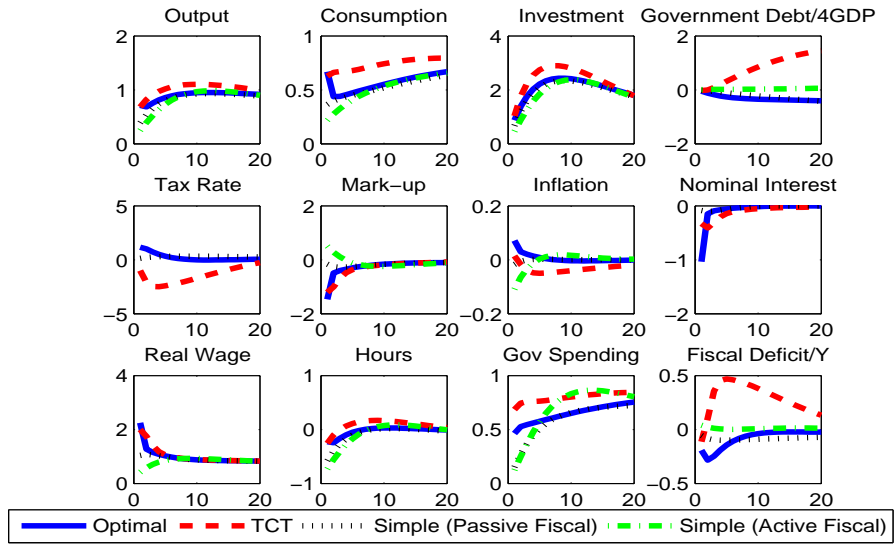 Output Consumption Investment Government Debt/4GDP
2 1 4 2
1 0.5 2 0
0 0 0 −2
0 10 20 0 10 20 0 10 20 0 10 20
Tax Rate Mark−up Inflation Nominal Interest
5 2 0.2 0
0 0 0 −1
−5 −2 −0.2 −2
0 10 20 0 10 20 0 10 20 0 10 20
Real Wage Hours Gov Spending Fiscal Deficit/Y
4 1 1 0.5
2 0 0.5 0
0 −1 0 −0.5
0 10 20 0 10 20 0 10 20 0 10 20
Optimal TCT Simple (Passive Fiscal) Simple (Active Fiscal)